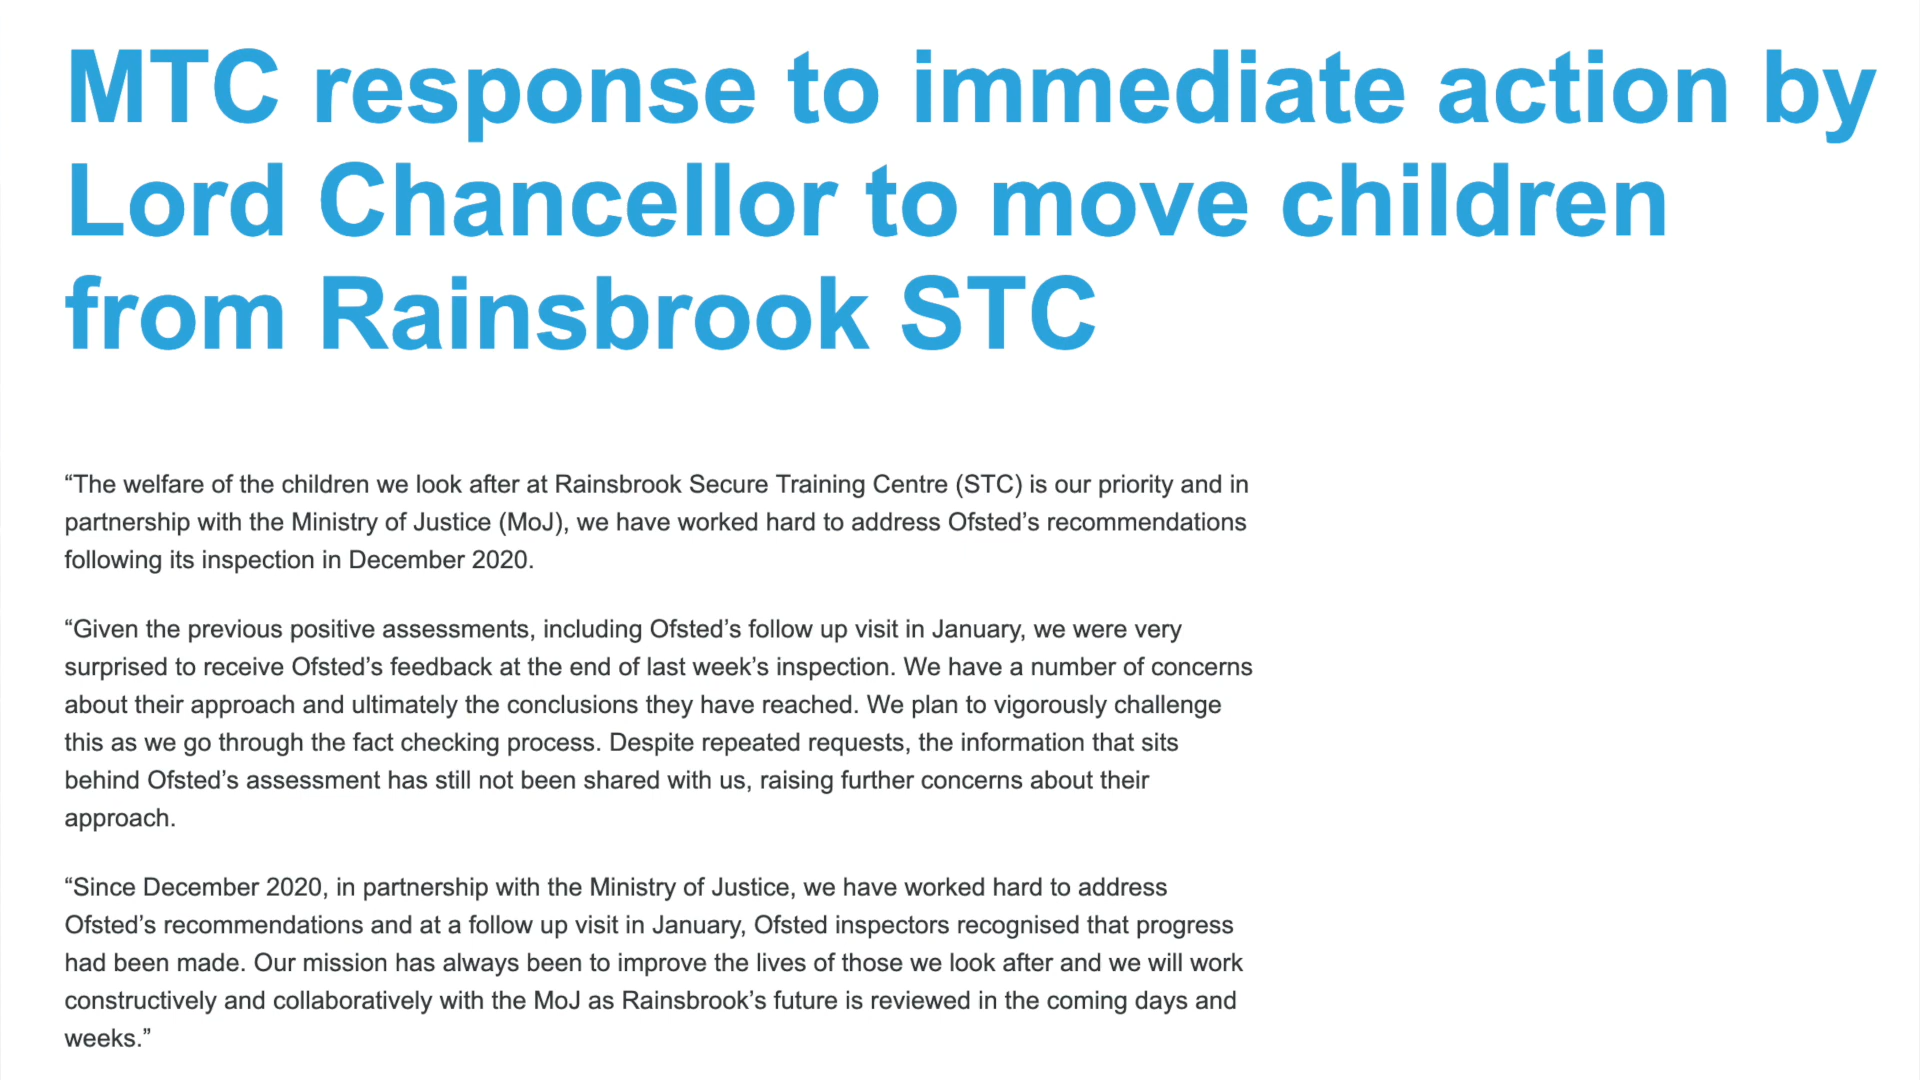 MTC response to immediate action by
Lord Chancellor to move children
from Rainsbrook STC
“The welfare of the children we look after at Rainsbrook Secure Training Centre (STC) is our priority and in
partnership with the Ministry of Justice (MoJ), we have worked hard to address Ofsted’s recommendations
following its inspection in December 2020.
“Given the previous positive assessments, including Ofsted’s follow up visit in January, we were very
surprised to receive Ofsted’s feedback at the end of last week’s inspection. We have a number of concerns
about their approach and ultimately the conclusions they have reached. We plan to vigorously challenge
this as we go through the fact checking process. Despite repeated requests, the information that sits
behind Ofsted’s assessment has still not been shared with us, raising further concerns about their
approach.
“Since December 2020, in partnership with the Ministry of Justice, we have worked hard to address
Ofsted’s recommendations and at a follow up visit in January, Ofsted inspectors recognised that progress
had been made. Our mission has always been to improve the lives of those we look after and we will work
constructively and collaboratively with the MoJ as Rainsbrook’s future is reviewed in the coming days and
weeks.”